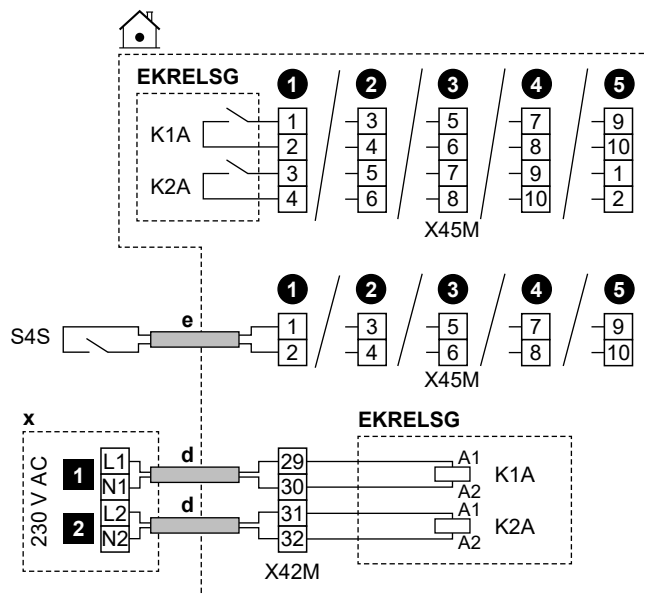 EKRELSG 1 2 3 4 5
K1A 1 3 5 7 9
2 4 6 8 10
K2A 3 5 7 9 1
4 6 8 10 2
X45M
1 2 3 4 5
S4S e 1 3 5 7 9
2 4 6 8 10
X45M
x EKRELSG
230 V AC
1 L1 d 29 A1 K1A
N1 30 A2
2 L2 d 31 A1 K2A
N2 32 A2
X42M